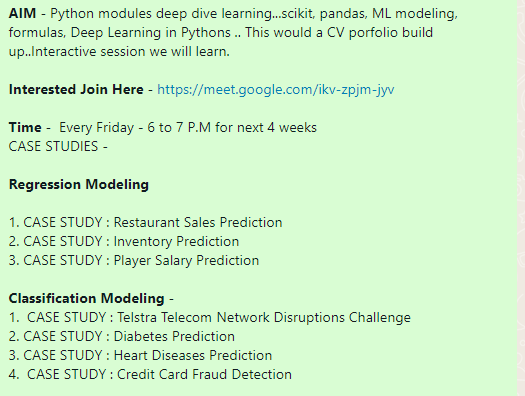 AIM - Python modules deep dive learning...scikit, pandas, ML modeling,
formulas, Deep Learning in Pythons .. This would a CV porfolio build
up..Interactive session we will learn.
Interested Join Here - https://meet.google.com/ikv-zpjm-jyv
Time - Every Friday - 6 to 7 P.M for next 4 weeks
CASE STUDIES -
Regression Modeling
1. CASE STUDY : Restaurant Sales Prediction
2. CASE STUDY : Inventory Prediction
3. CASE STUDY : Player Salary Prediction
Classification Modeling -
1. CASE STUDY : Telstra Telecom Network Disruptions Challenge
2. CASE STUDY : Diabetes Prediction
3. CASE STUDY : Heart Diseases Prediction
4. CASE STUDY : Credit Card Fraud Detection